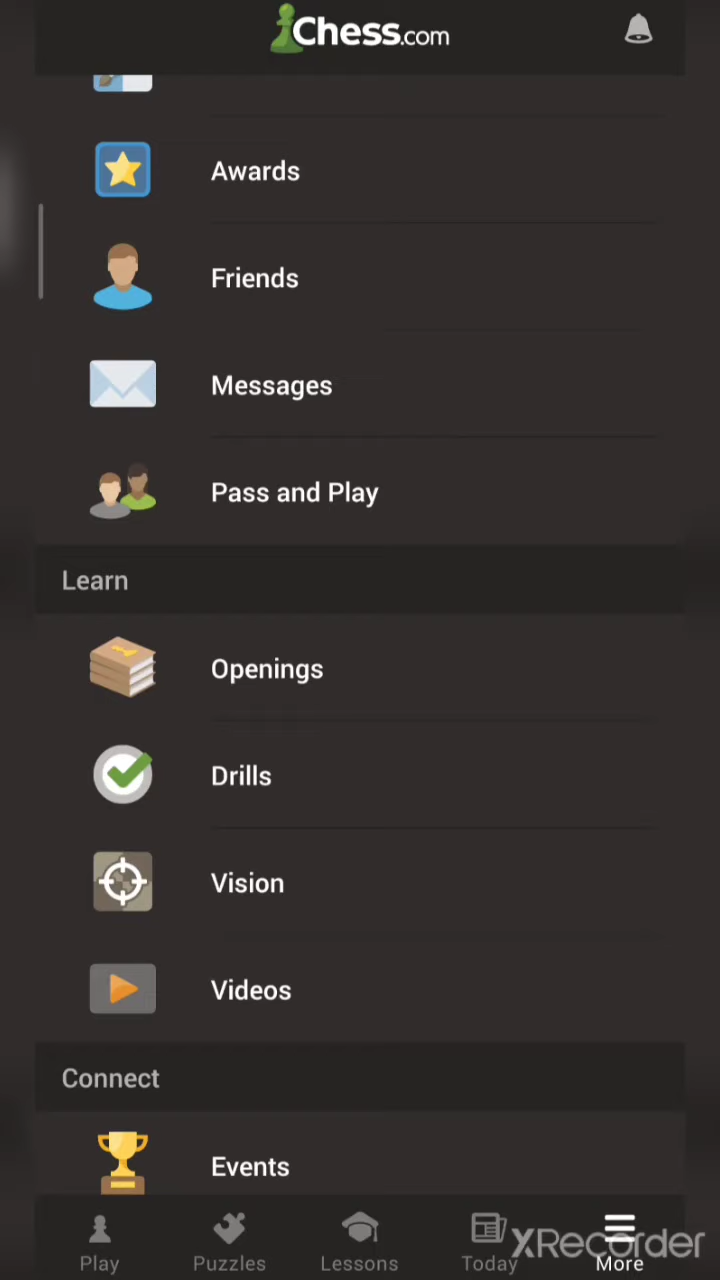 Chess.com
Awards
Friends
Messages
Pass and Play
Learn
Openings
Drills
Vision
Videos
Connect
Events
Play
Puzzles
Lessons
Today
More
XRecorder